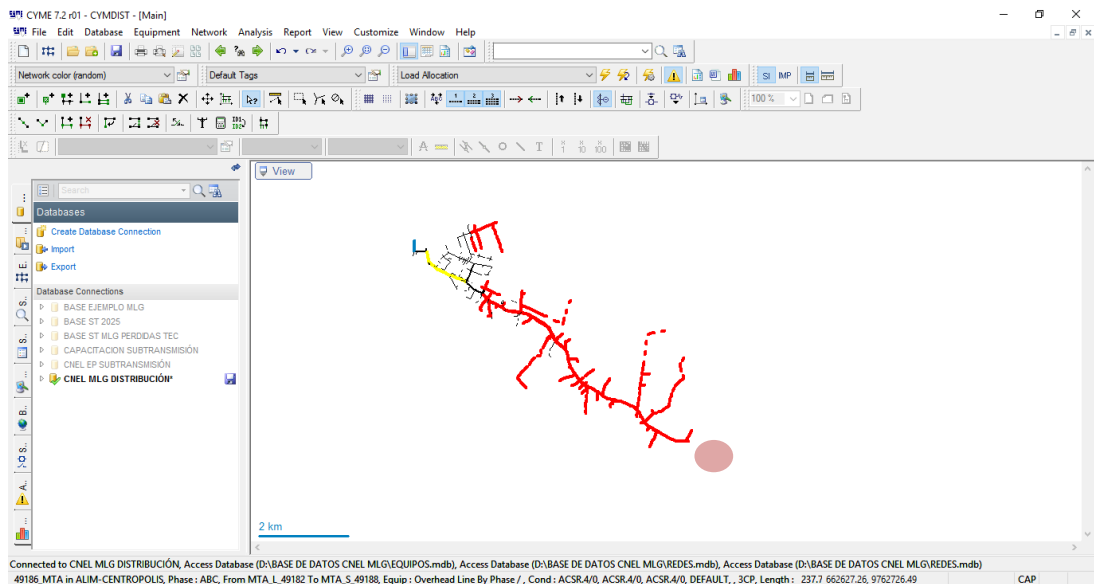 CYME 7.2 r01 - CYMDIST - [Main]
File Edit Database Equipment Network Analysis Report View Customize Window Help
Network color (random) Default Tags Load Allocation SI IMP
100 %
A T 1 10 100
View
Search
Databases
Create Database Connection
Import
Export
Database Connections
BASE EJEMPLO MLG
BASE ST 2025
BASE ST MLG PERDIDAS TEC
CAPACITACION SUBTRANSMISIÓN
CNEL EP SUBTRANSMISIÓN
CNEL MLG DISTRIBUCIÓN*
E..
S..
S..
B..
S..
A..
2 km
Connected to CNEL MLG DISTRIBUCIÓN, Access Database (D:\BASE DE DATOS CNEL MLG\EQUIPOS.mdb), Access Database (D:\BASE DE DATOS CNEL MLG\REDES.mdb), Access Database (D:\BASE DE DATOS CNEL MLG\REDES.mdb)
49186_MTA in ALIM-CENTROPOLIS, Phase : ABC, From MTA_L_49182 To MTA_S_49188, Equip : Overhead Line By Phase / , Cond : ACSR.4/0, ACSR.4/0, ACSR.4/0, DEFAULT, , 3CP, Length : 237.7 662627.26, 9762726.49 CAP